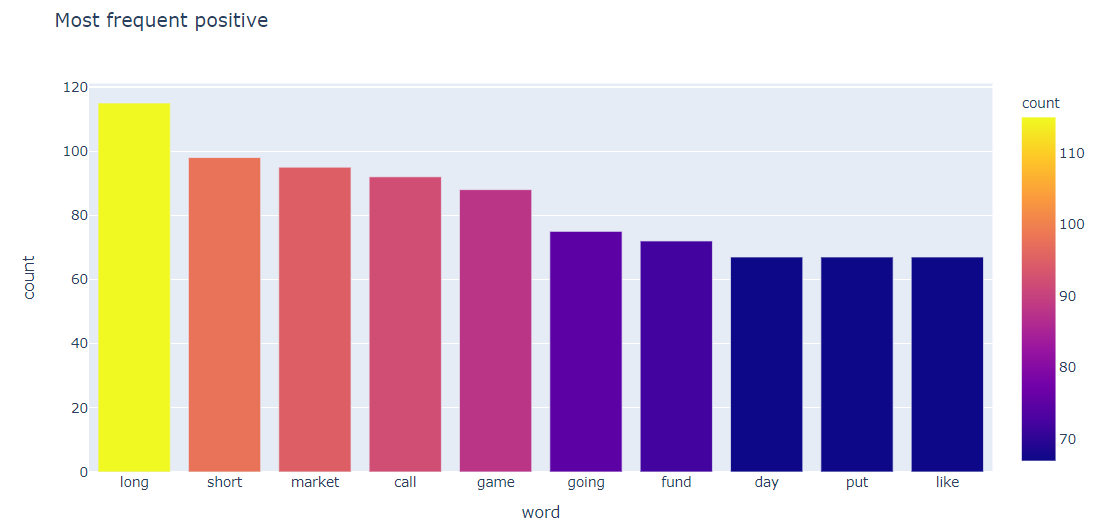 Most frequent positive
count
120
100
80
60
40
20
0
long short market call game going fund day put like
word
count
110
100
90
80
70